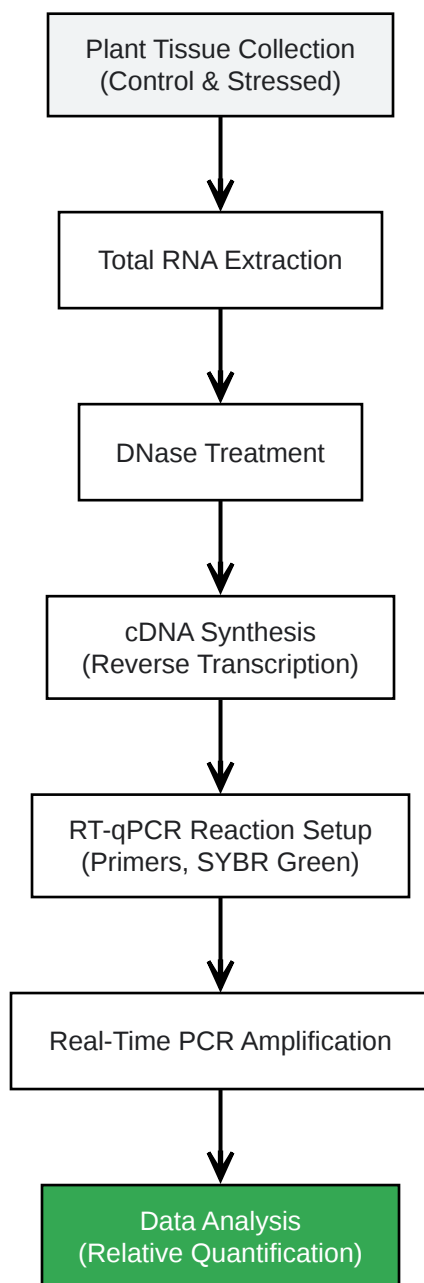 Plant Tissue Collection
(Control & Stressed)
Total RNA Extraction
DNase Treatment
cDNA Synthesis
(Reverse Transcription)
RT-qPCR Reaction Setup
(Primers, SYBR Green)
Real-Time PCR Amplification
Data Analysis
(Relative Quantification)